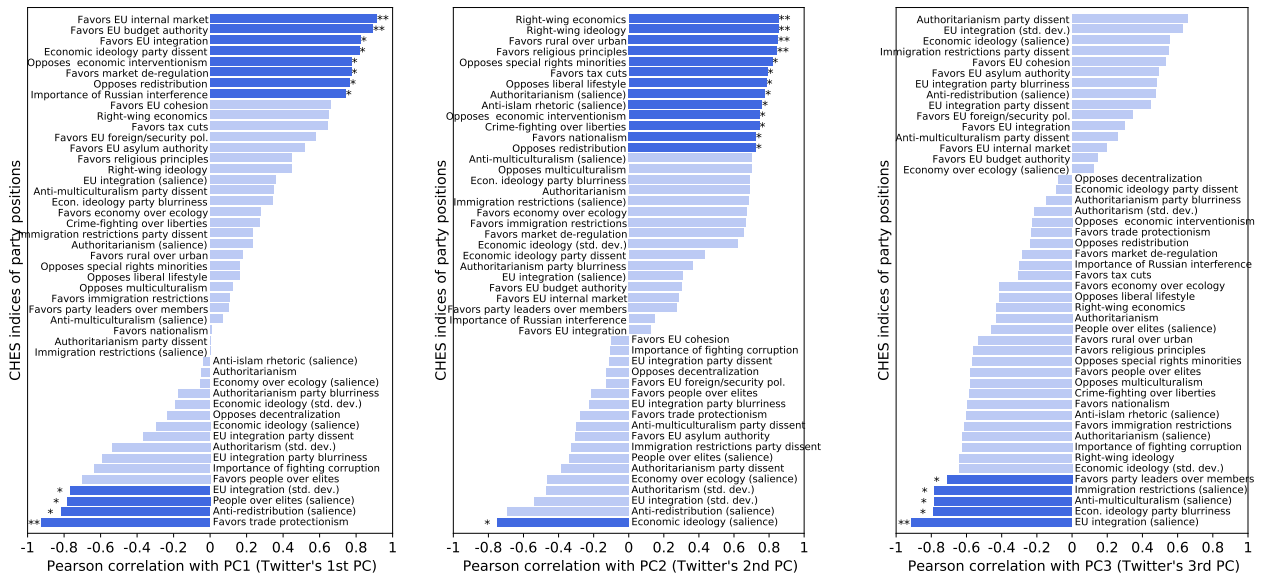 CHES indices of party positions
Favors EU internal market **
Favors EU budget authority **
Favors EU integration *
Economic ideology party dissent *
Opposes  economic interventionism *
Favors market de-regulation *
Opposes redistribution *
Importance of Russian interference *
Favors EU cohesion
Right-wing economics
Favors tax cuts
Favors EU foreign/security pol.
Favors EU asylum authority
Favors religious principles
Right-wing ideology
EU integration (salience)
Anti-multiculturalism party dissent
Econ. ideology party blurriness
Favors economy over ecology
Crime-fighting over liberties
Immigration restrictions party dissent
Authoritarianism (salience)
Favors rural over urban
Opposes special rights minorities
Opposes liberal lifestyle
Opposes multiculturalism
Favors immigration restrictions
Favors party leaders over members
Anti-multiculturalism (salience)
Favors nationalism
Authoritarianism party dissent
Immigration restrictions (salience)
Anti-islam rhetoric (salience)
Authoritarianism
Economy over ecology (salience)
Authoritarianism party blurriness
Economic ideology (std. dev.)
Opposes decentralization
Economic ideology (salience)
EU integration party dissent
Authoritarism (std. dev.)
EU integration party blurriness
Importance of fighting corruption
Favors people over elites
* EU integration (std. dev.)
* People over elites (salience)
* Anti-redistribution (salience)
** Favors trade protectionism
-1 -0.8 -0.6 -0.4 -0.2 0 0.2 0.4 0.6 0.8 1
Pearson correlation with PC1 (Twitter's 1st PC)
CHES indices of party positions
Right-wing economics **
Right-wing ideology **
Favors rural over urban **
Favors religious principles **
Opposes special rights minorities *
Favors tax cuts *
Opposes liberal lifestyle *
Authoritarianism (salience) *
Anti-islam rhetoric (salience) *
Opposes  economic interventionism *
Crime-fighting over liberties *
Favors nationalism *
Opposes redistribution *
Anti-multiculturalism (salience)
Opposes multiculturalism
Econ. ideology party blurriness
Authoritarianism
Immigration restrictions (salience)
Favors economy over ecology
Favors immigration restrictions
Favors market de-regulation
Economic ideology (std. dev.)
Economic ideology party dissent
Authoritarianism party blurriness
EU integration (salience)
Favors EU budget authority
Favors EU internal market
Favors party leaders over members
Importance of Russian interference
Favors EU integration
Favors EU cohesion
Importance of fighting corruption
EU integration party dissent
Opposes decentralization
Favors EU foreign/security pol.
Favors people over elites
EU integration party blurriness
Favors trade protectionism
Anti-multiculturalism party dissent
Favors EU asylum authority
Immigration restrictions party dissent
People over elites (salience)
Authoritarianism party dissent
Economy over ecology (salience)
Authoritarism (std. dev.)
EU integration (std. dev.)
Anti-redistribution (salience)
* Economic ideology (salience)
-1 -0.8 -0.6 -0.4 -0.2 0 0.2 0.4 0.6 0.8 1
Pearson correlation with PC2 (Twitter's 2nd PC)
CHES indices of party positions
Authoritarianism party dissent
EU integration (std. dev.)
Economic ideology (salience)
Immigration restrictions party dissent
Favors EU cohesion
Favors EU asylum authority
EU integration party blurriness
Anti-redistribution (salience)
EU integration party dissent
Favors EU foreign/security pol.
Favors EU integration
Anti-multiculturalism party dissent
Favors EU internal market
Favors EU budget authority
Economy over ecology (salience)
Opposes decentralization
Economic ideology party dissent
Authoritarianism party blurriness
Authoritarism (std. dev.)
Opposes  economic interventionism
Favors trade protectionism
Opposes redistribution
Favors market de-regulation
Importance of Russian interference
Favors tax cuts
Favors economy over ecology
Opposes liberal lifestyle
Right-wing economics
Authoritarianism
People over elites (salience)
Favors rural over urban
Favors religious principles
Opposes special rights minorities
Favors people over elites
Opposes multiculturalism
Crime-fighting over liberties
Favors nationalism
Anti-islam rhetoric (salience)
Favors immigration restrictions
Authoritarianism (salience)
Importance of fighting corruption
Right-wing ideology
Economic ideology (std. dev.)
* Favors party leaders over members
* Immigration restrictions (salience)
* Anti-multiculturalism (salience)
* Econ. ideology party blurriness
** EU integration (salience)
-1 -0.8 -0.6 -0.4 -0.2 0 0.2 0.4 0.6 0.8 1
Pearson correlation with PC3 (Twitter's 3rd PC)